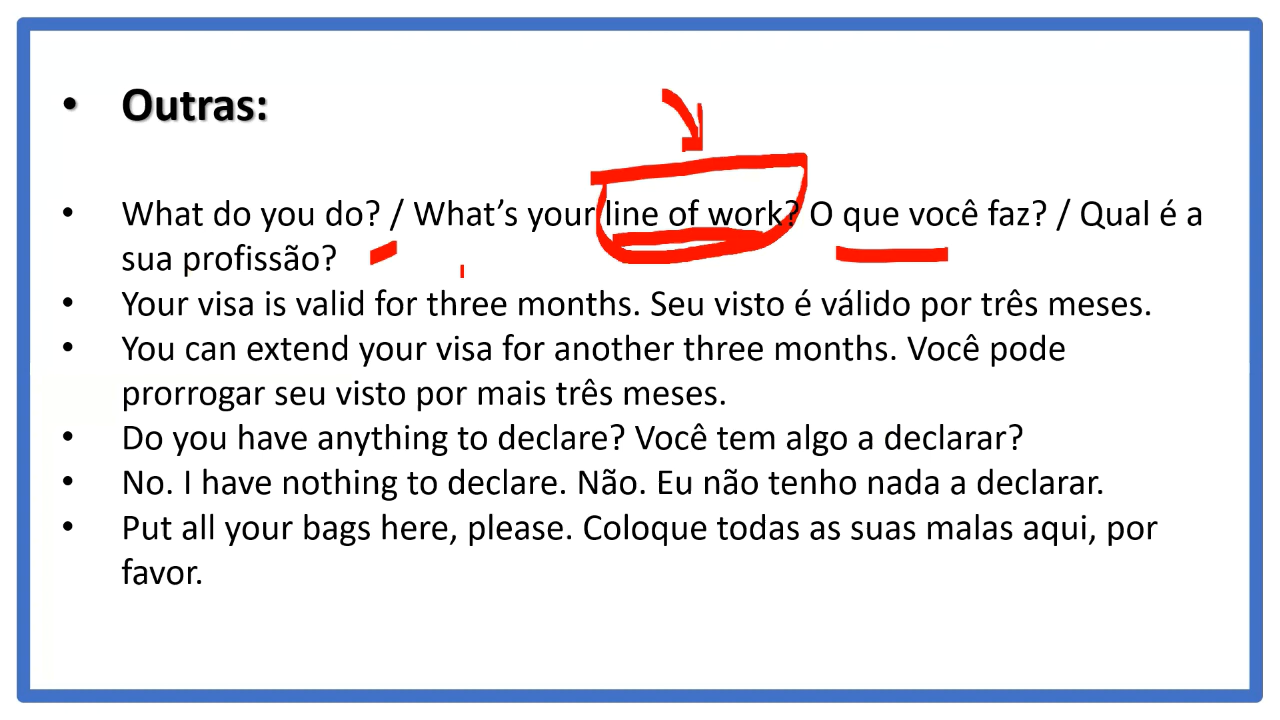 • Outras:
• What do you do? / What's your line of work? O que você faz? / Qual é a
sua profissão?
• Your visa is valid for three months. Seu visto é válido por três meses.
• You can extend your visa for another three months. Você pode
prorrogar seu visto por mais três meses.
• Do you have anything to declare? Você tem algo a declarar?
• No. I have nothing to declare. Não. Eu não tenho nada a declarar.
• Put all your bags here, please. Coloque todas as suas malas aqui, por
favor.